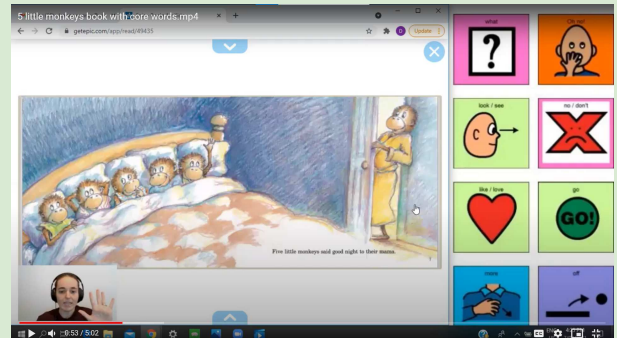 5 little monkeys book with core words.mp4
getepic.com/app/read/49435
Update
what
look / see
no / don't
like / love
go
GO!
more
off
Five little monkeys said good night to their mama.
0:53 / 5:02
CC